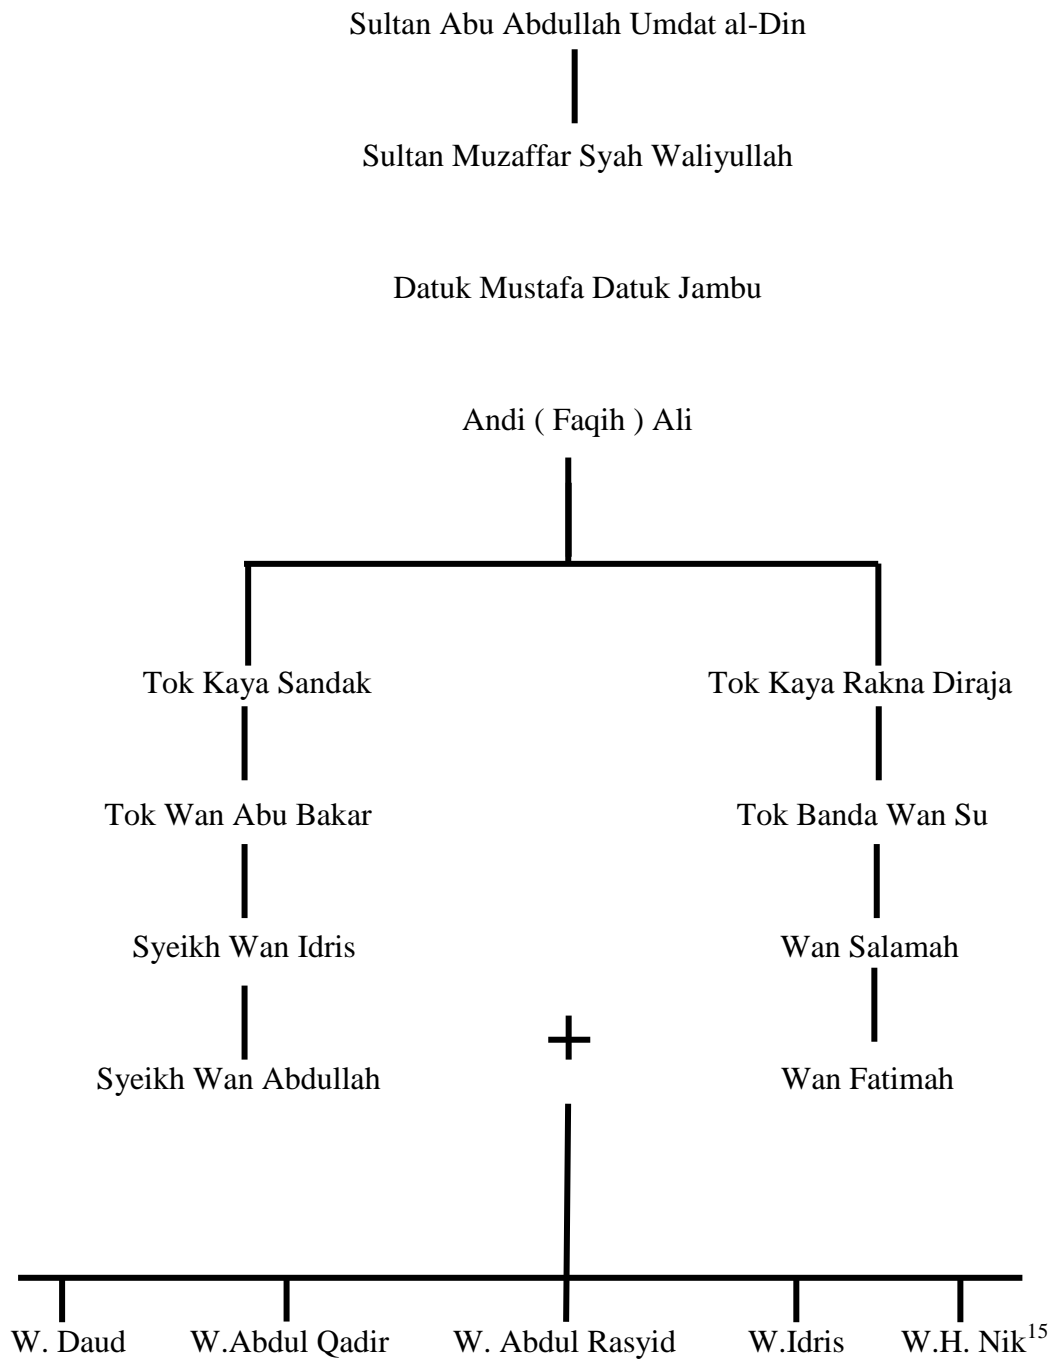 Sultan Abu Abdullah Umdat al-Din
Sultan Muzaffar Syah Waliyullah
Datuk Mustafa Datuk Jambu
Andi ( Faqih ) Ali
Tok Kaya Sandak Tok Kaya Rakna Diraja
Tok Wan Abu Bakar Tok Banda Wan Su
Syeikh Wan Idris Wan Salamah
+
Syeikh Wan Abdullah Wan Fatimah
W. Daud W.Abdul Qadir W. Abdul Rasyid W.Idris W.H. Nik¹⁵